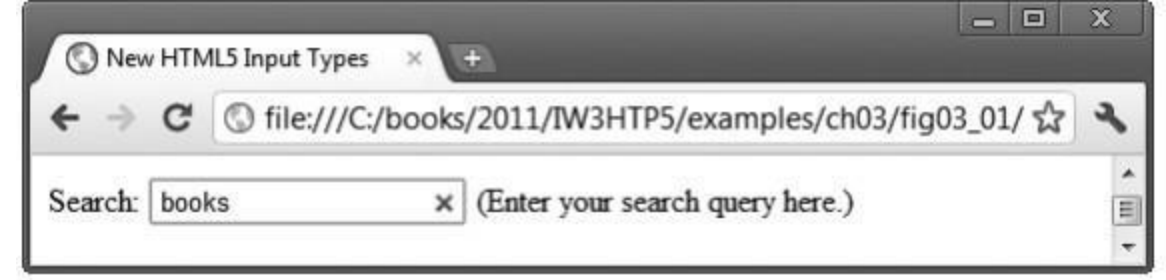 New HTML5 Input Types
file:///C:/books/2011/IW3HTP5/examples/ch03/fig03_01/
Search: books (Enter your search query here.)